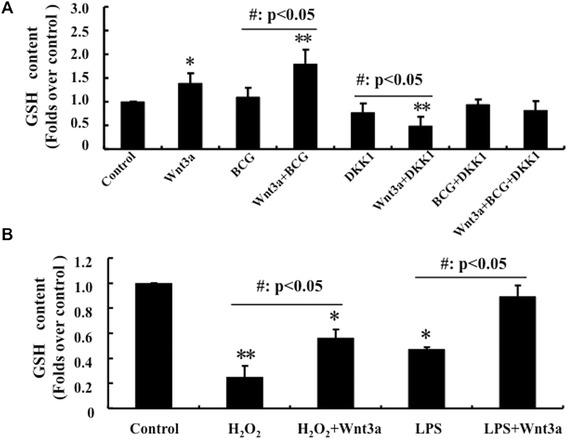 A
GSH content
(Folds over control)
3.0
2.5
2.0
1.5
1.0
0.5
0
#: p<0.05
#: p<0.05
*
**
**
Control
Wnt3a
BCG
Wnt3a+BCG
DKK1
Wnt3a+DKK1
BCG+DKK1
Wnt3a+BCG+DKK1
B
GSH content
(Folds over control)
1.2
1.0
0.8
0.6
0.4
0.2
0
#: p<0.05
#: p<0.05
**
*
*
Control
H₂O₂
H₂O₂+Wnt3a
LPS
LPS+Wnt3a